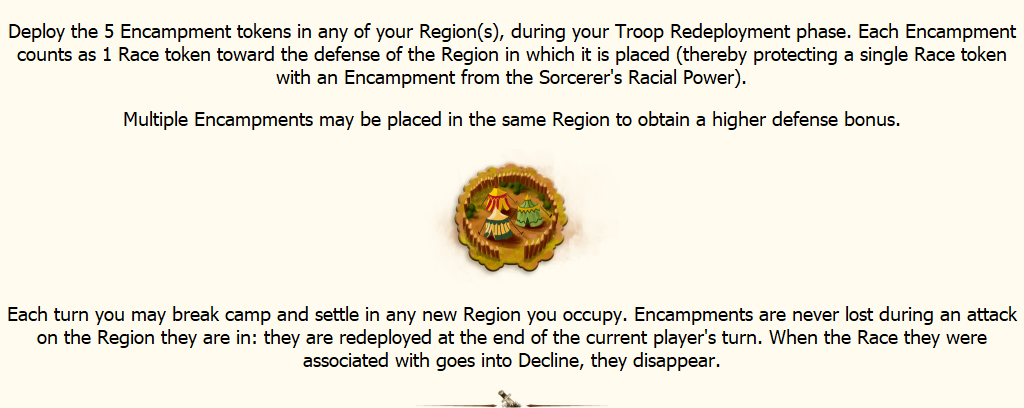 Deploy the 5 Encampment tokens in any of your Region(s), during your Troop Redeployment phase. Each Encampment
counts as 1 Race token toward the defense of the Region in which it is placed (thereby protecting a single Race token
with an Encampment from the Sorcerer's Racial Power).
Multiple Encampments may be placed in the same Region to obtain a higher defense bonus.
Each turn you may break camp and settle in any new Region you occupy. Encampments are never lost during an attack
on the Region they are in: they are redeployed at the end of the current player's turn. When the Race they were
associated with goes into Decline, they disappear.